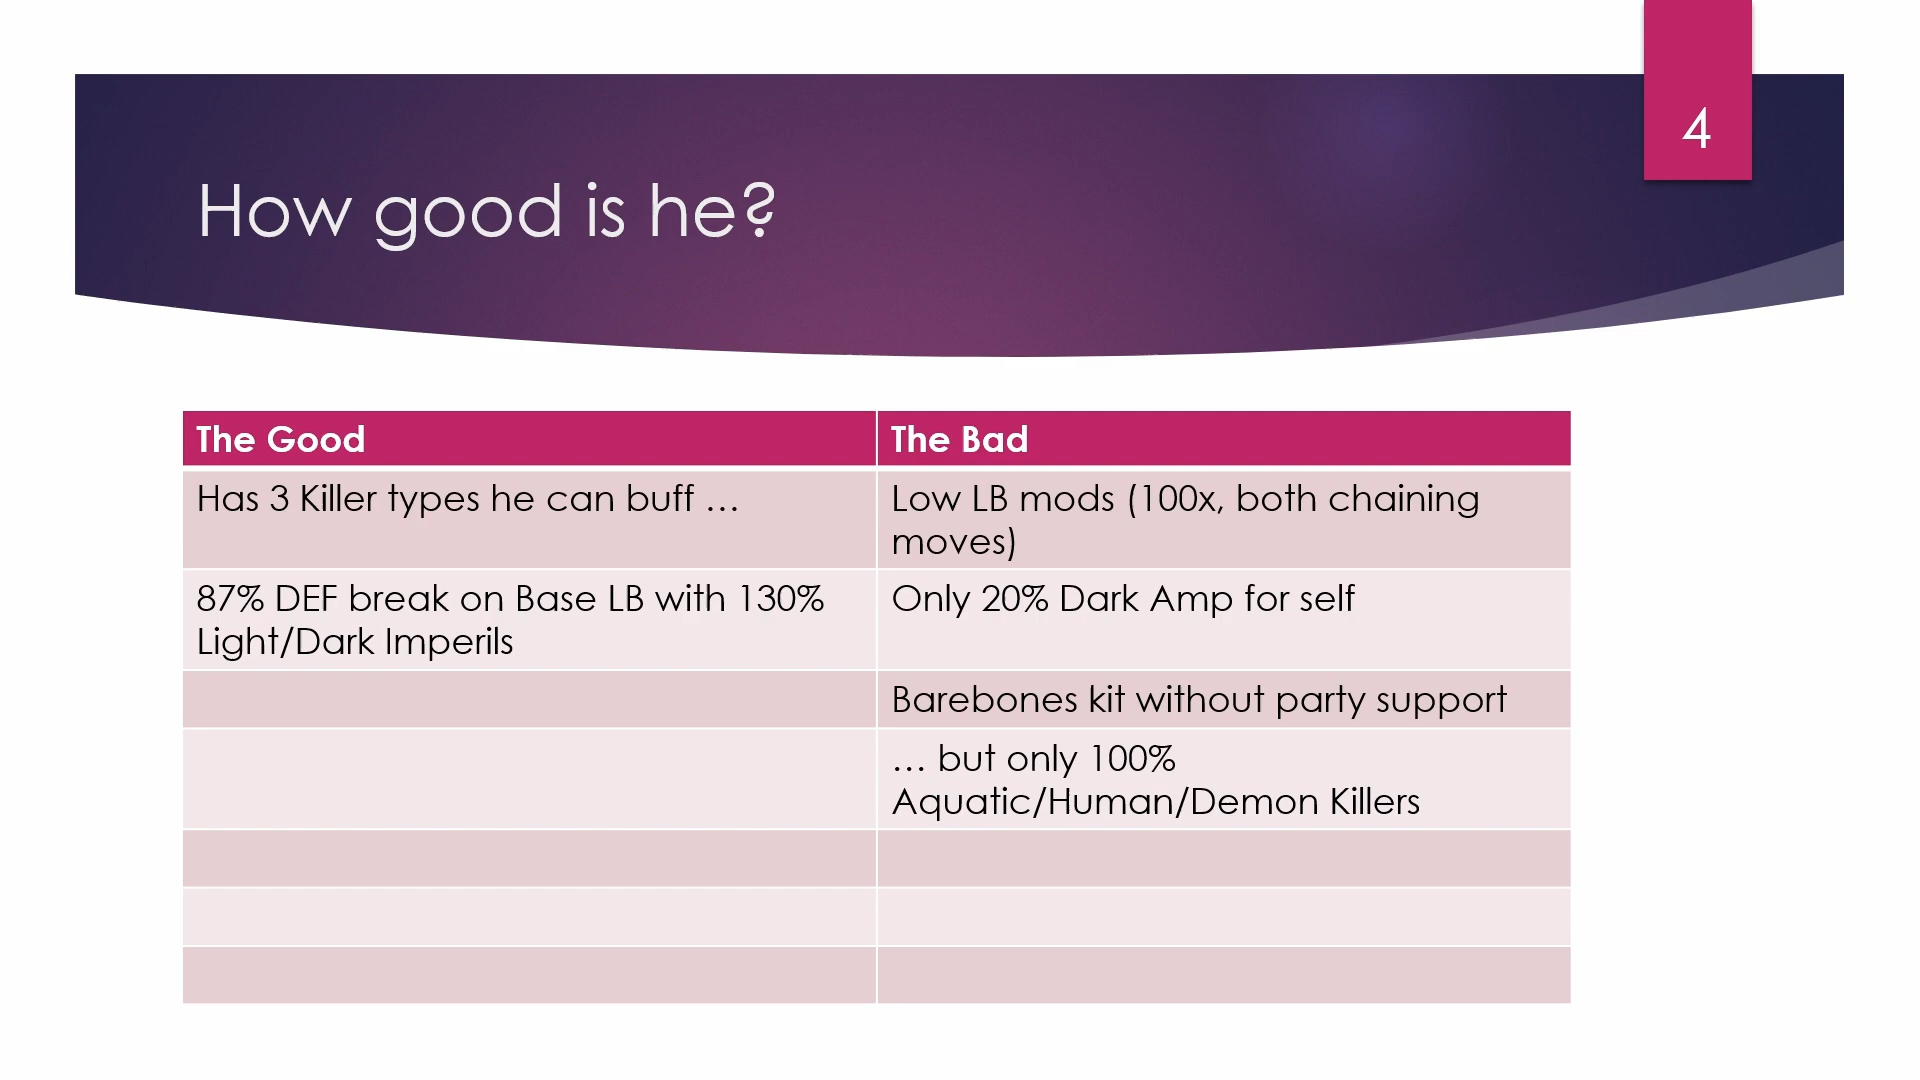 4
How good is he?
The Good
The Bad
Has 3 Killer types he can buff …
Low LB mods (100x, both chaining
moves)
87% DEF break on Base LB with 130%
Light/Dark Imperils
Only 20% Dark Amp for self
Barebones kit without party support
… but only 100%
Aquatic/Human/Demon Killers